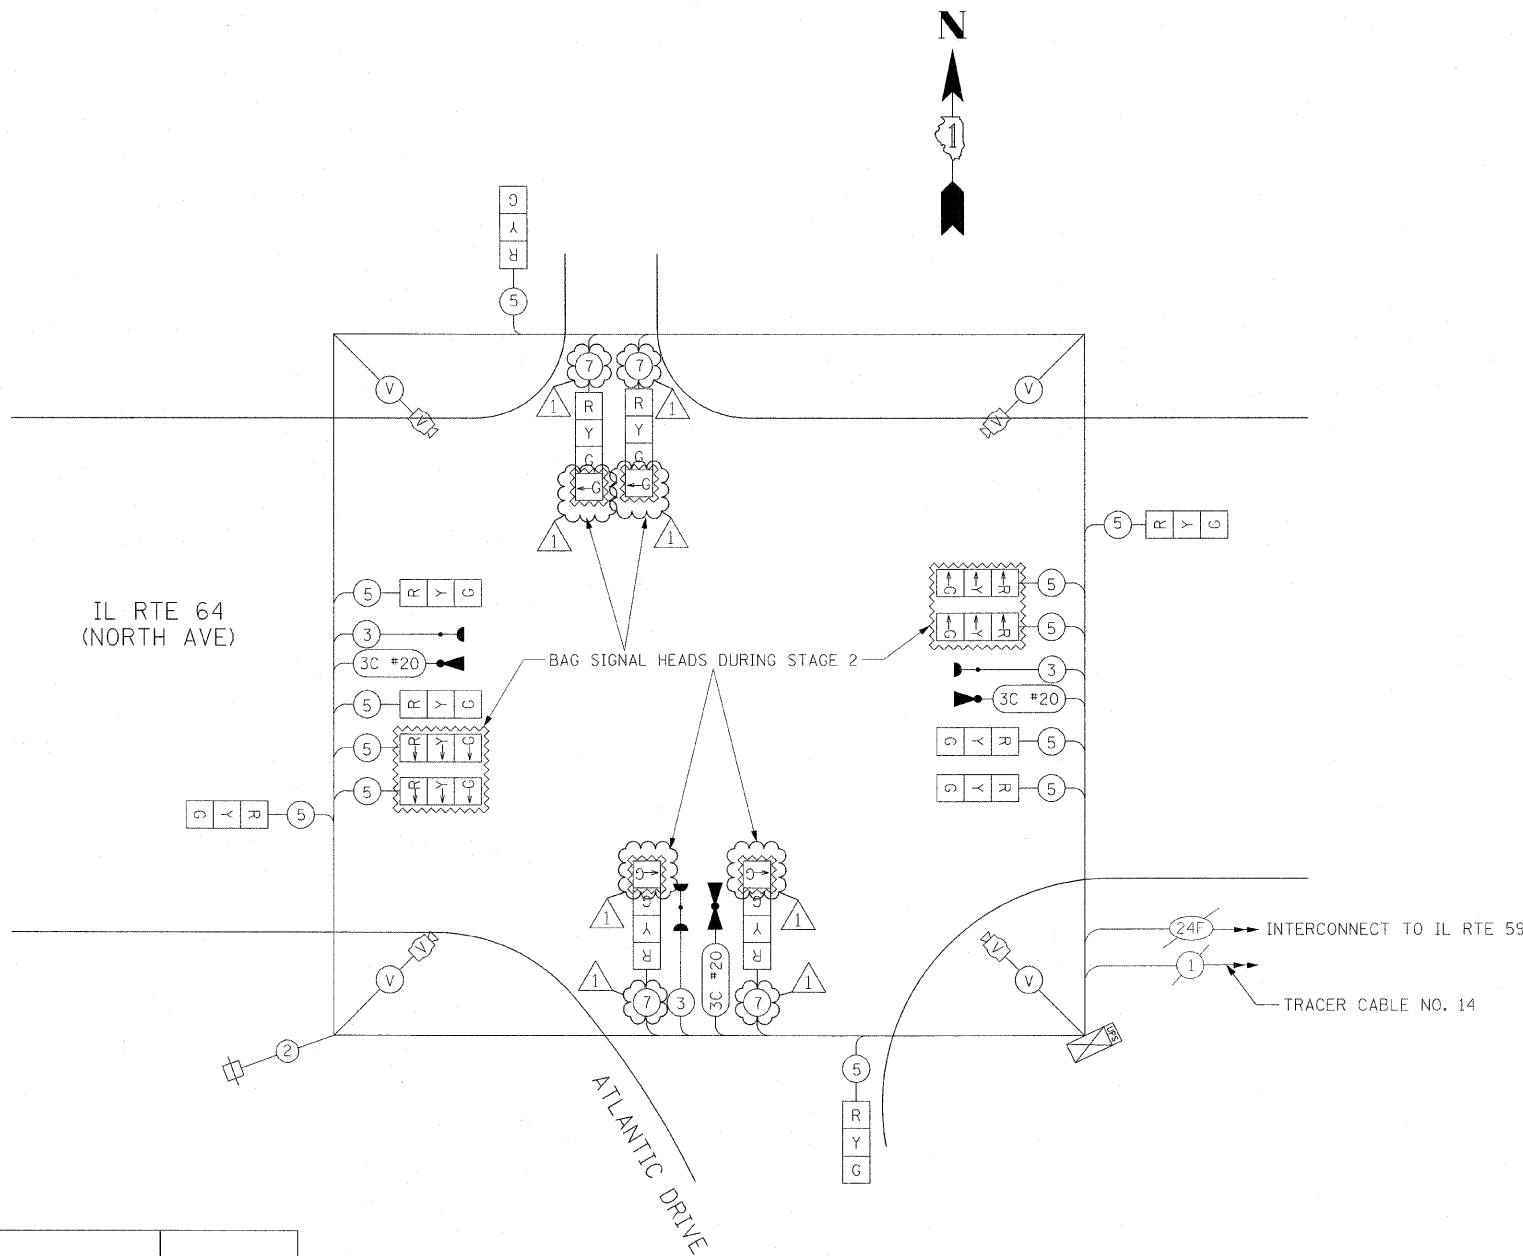 N
1
G
Y
R
5
V
V
7
7
1
1
R
Y
G
G
R
Y
G
G
1
1
5
R Y G
5
R Y G
3
3C #20
5
R Y G
5
R Y G
5
R Y G
G Y R
5
IL RTE 64
(NORTH AVE)
BAG SIGNAL HEADS DURING STAGE 2
G Y R
5
G Y R
5
3
3C #20
G Y R
5
G Y R
5
G
G
Y
R
G
G
Y
R
1
1
1
1
7
3
3C #20
7
V
V
24F
INTERCONNECT TO IL RTE 59
1
TRACER CABLE NO. 14
UPS
2
5
R
Y
G
ATLANTIC DRIVE